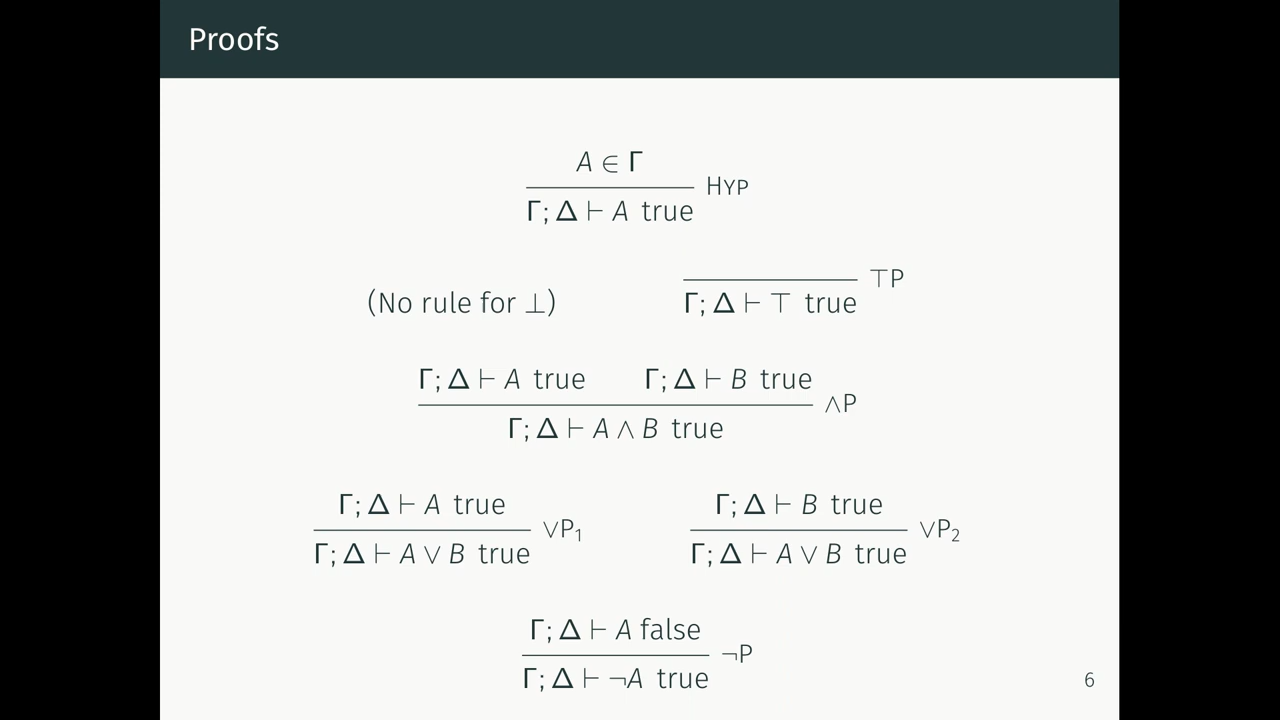 Proofs
A ∈ Γ
Γ; Δ ⊢ A true HYP
(No rule for ⊥)
Γ; Δ ⊢ ⊤ true ⊤P
Γ; Δ ⊢ A true Γ; Δ ⊢ B true
Γ; Δ ⊢ A ∧ B true ∧P
Γ; Δ ⊢ A true
Γ; Δ ⊢ A ∨ B true ∨P₁
Γ; Δ ⊢ B true
Γ; Δ ⊢ A ∨ B true ∨P₂
Γ; Δ ⊢ A false
Γ; Δ ⊢ ¬A true ¬P
6